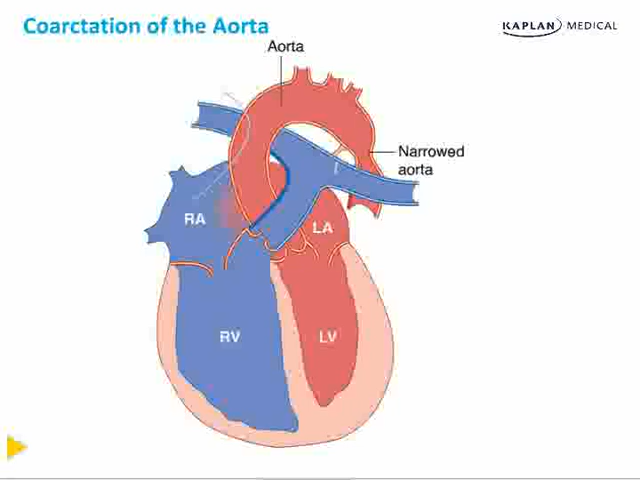 Coarctation of the Aorta
KAPLAN MEDICAL
Aorta
Narrowed
aorta
RA
LA
RV
LV